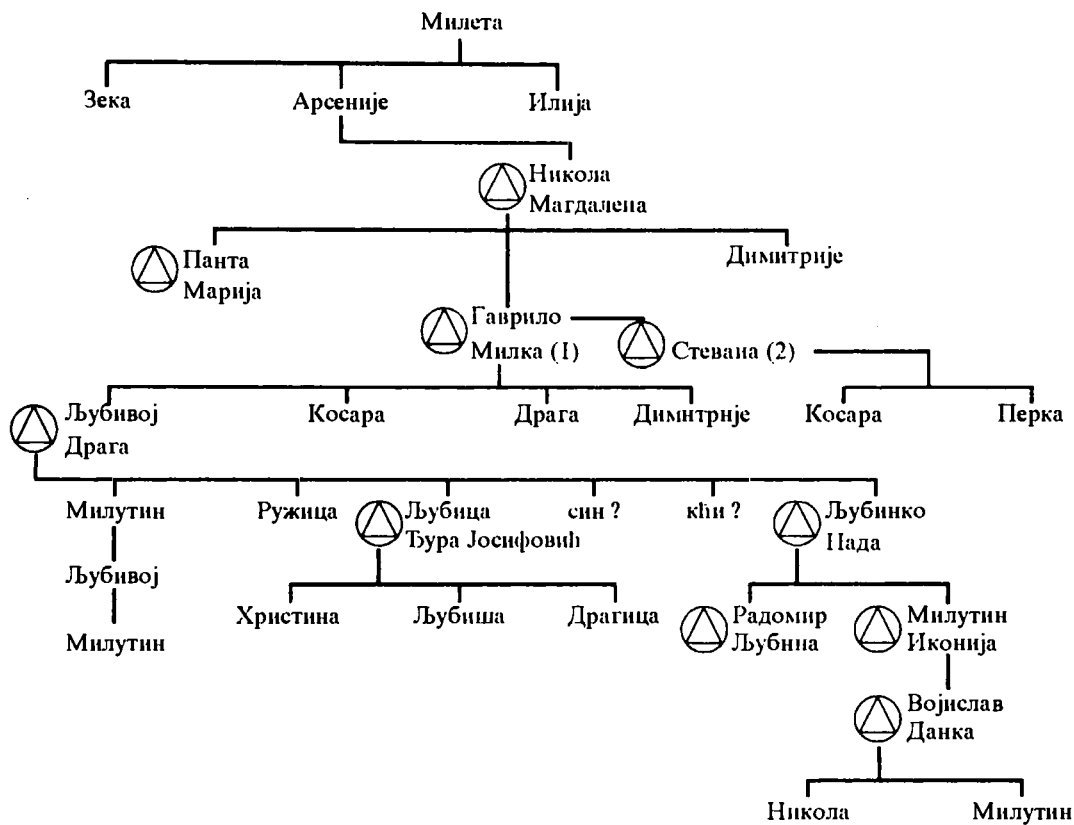 Милета
Зека Арсеније Илија
Никола
Магдалена
Панта
Марија
Димитрије
Гаврило
Милка (1)
Стевана (2)
Љубивој
Драга
Косара Драга Димитрије Косара Перка
Милутин Ружица
Љубица
Ђура Јосифовић
син ? кћи ?
Љубинко
Нада
Љубивој
Милутин
Христина Љубиша Драгица
Радомир
Љубина
Милутин
Иконија
Војислав
Данка
Никола Милутин